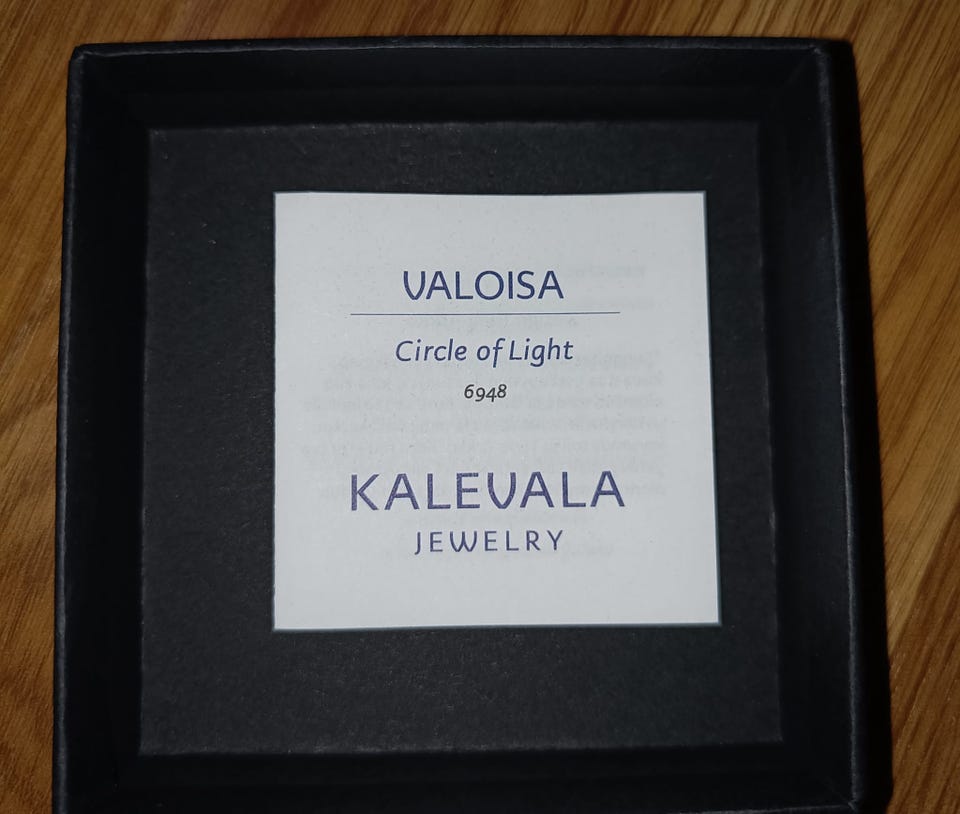 VALOISA
Circle of Light
6948
KALEVALA
JEWELRY